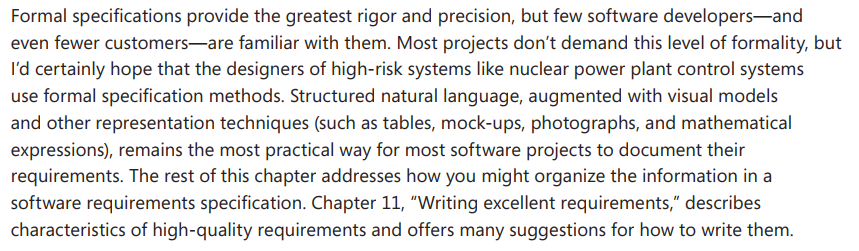 Formal specifications provide the greatest rigor and precision, but few software developers—and
even fewer customers—are familiar with them. Most projects don’t demand this level of formality, but
I’d certainly hope that the designers of high-risk systems like nuclear power plant control systems
use formal specification methods. Structured natural language, augmented with visual models
and other representation techniques (such as tables, mock-ups, photographs, and mathematical
expressions), remains the most practical way for most software projects to document their
requirements. The rest of this chapter addresses how you might organize the information in a
software requirements specification. Chapter 11, “Writing excellent requirements,” describes
characteristics of high-quality requirements and offers many suggestions for how to write them.